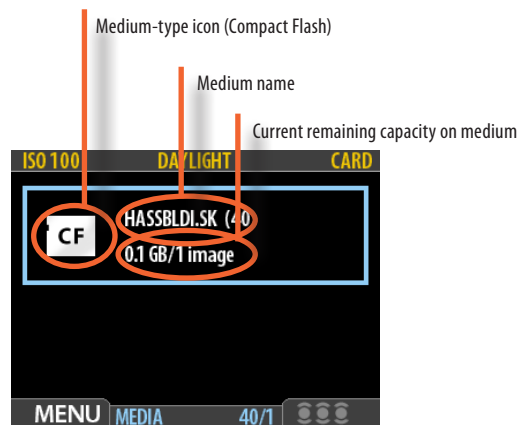 Medium-type icon (Compact Flash)
Medium name
Current remaining capacity on medium
ISO 100 DAYLIGHT CARD
CF
HASSBLDI.SK (40
0.1 GB/1 image
MENU MEDIA 40/1